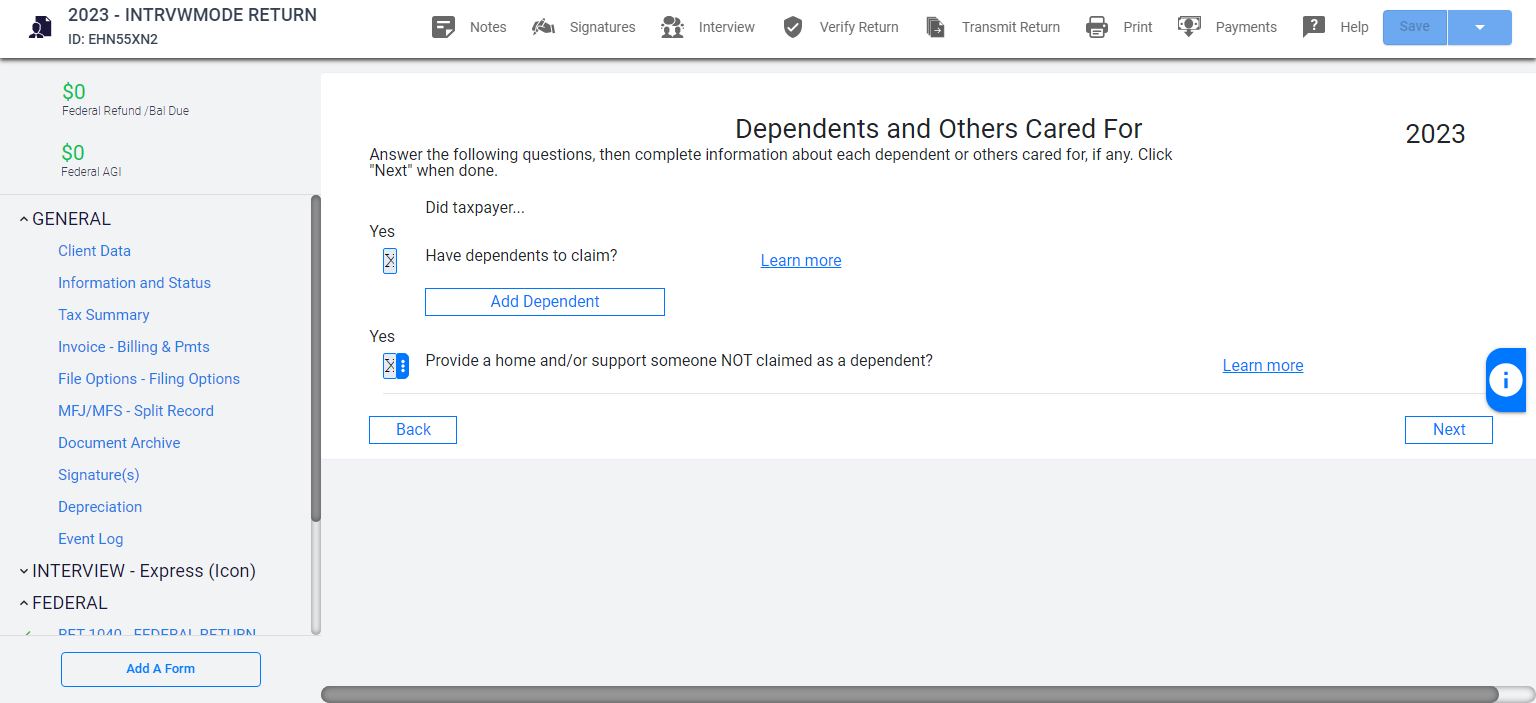 2023 - INTRVWMODE RETURN
ID: EHN55XN2
Notes
Signatures
Interview
Verify Return
Transmit Return
Print
Payments
Help
Save
$0
Federal Refund /Bal Due
$0
Federal AGI
GENERAL
Client Data
Information and Status
Tax Summary
Invoice - Billing & Pmts
File Options - Filing Options
MFJ/MFS - Split Record
Document Archive
Signature(s)
Depreciation
Event Log
INTERVIEW - Express (Icon)
FEDERAL
RET 1040 - FEDERAL RETURN
Add A Form
Dependents and Others Cared For
2023
Answer the following questions, then complete information about each dependent or others cared for, if any. Click
"Next" when done.
Did taxpayer...
Yes
X Have dependents to claim? Learn more
Add Dependent
Yes
X Provide a home and/or support someone NOT claimed as a dependent? Learn more
Back
Next